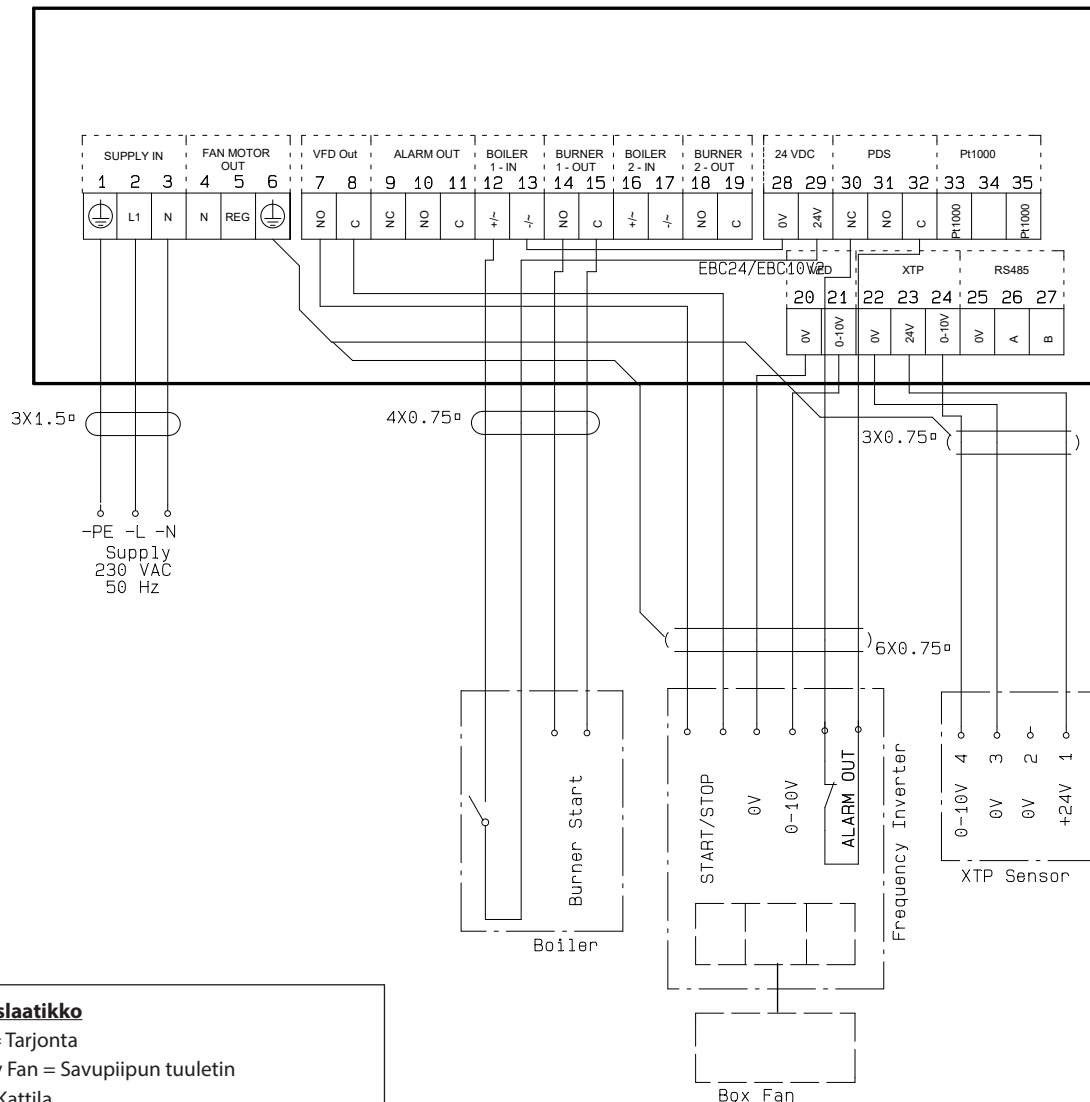 SUPPLY IN
FAN MOTOR OUT
VFD Out
ALARM OUT
BOILER 1 - IN
BURNER 1 - OUT
BOILER 2 - IN
BURNER 2 - OUT
24 VDC
PDS
Pt1000
1 2 3 4 5 6 7 8 9 10 11 12 13 14 15 16 17 18 19 28 29 30 31 32 33 34 35
L1 N N REG NO C NC NO C +/~ -/~ NO C +/~ -/~ NO C 0V 24V NC NO C Pt1000 Pt1000
EBC24/EBC10V2
VFD
XTP
RS485
20 21 22 23 24 25 26 27
0V 0-10V 0V 24V 0-10V 0V A B
3X1.5
4X0.75
3X0.75
-PE -L -N
Supply
230 VAC
50 Hz
6X0.75
Burner Start
Boiler
START/STOP
0V
0-10V
ALARM OUT
Frequency Inverter
4 3 2 1
0-10V 0V 0V +24V
XTP Sensor
Box Fan
slaatikko
= Tarjonta
Fan = Savupiipun tuuletin
Kattila